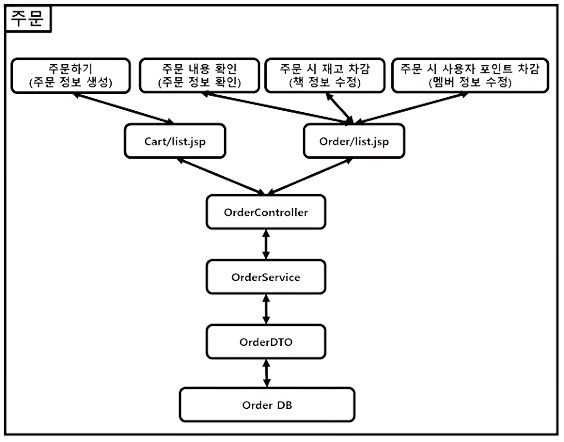 주문
주문하기
(주문 정보 생성)
주문 내용 확인
(주문 정보 확인)
주문 시 재고 차감
(책 정보 수정)
주문 시 사용자 포인트 차감
(멤버 정보 수정)
Cart/list.jsp
Order/list.jsp
OrderController
OrderService
OrderDTO
Order DB